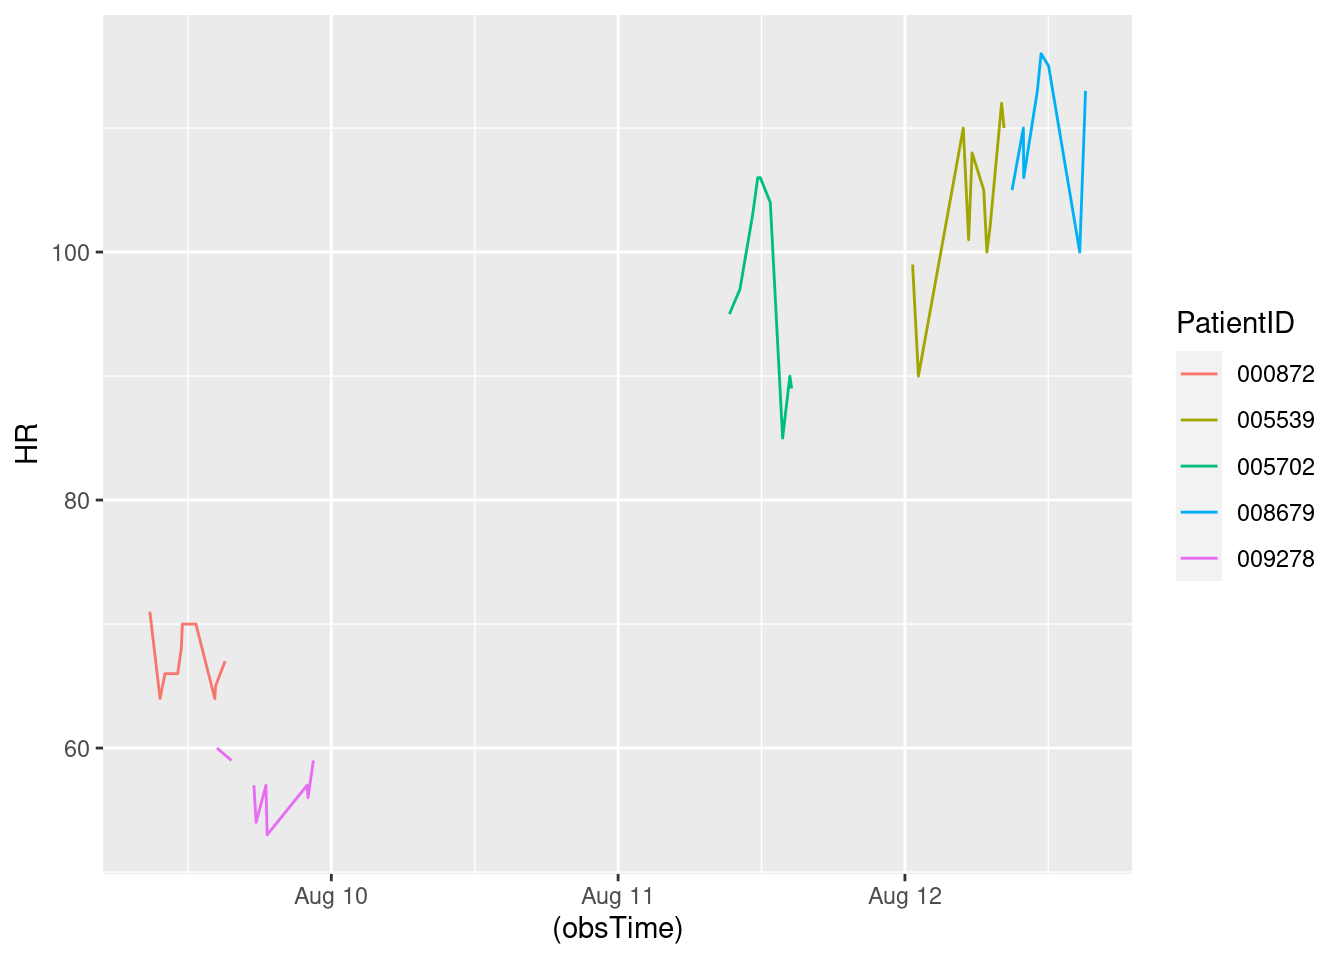 HR
100
80
60
Aug 10
Aug 11
Aug 12
(obsTime)
PatientID
000872
005539
005702
008679
009278